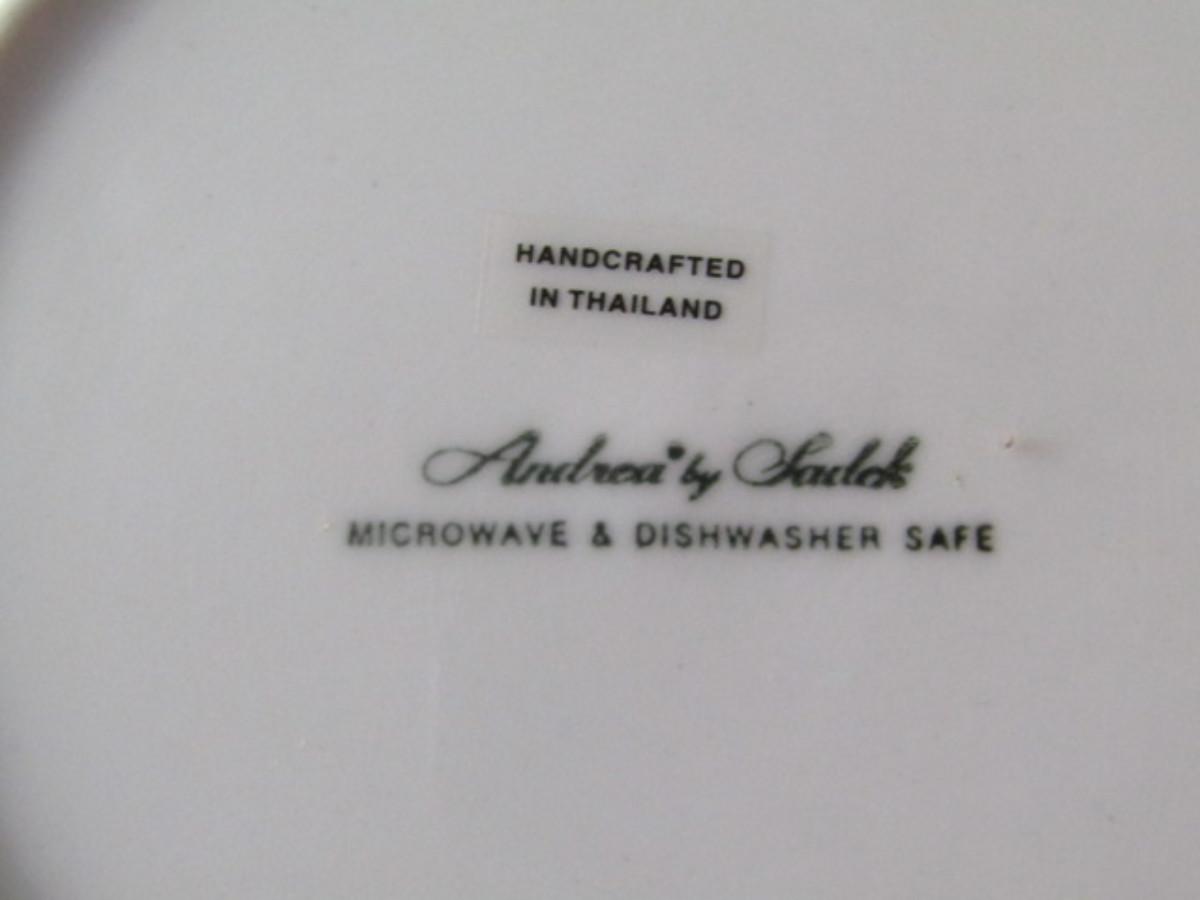 HANDCRAFTED
IN THAILAND
Andrea® by Sadek
MICROWAVE & DISHWASHER SAFE